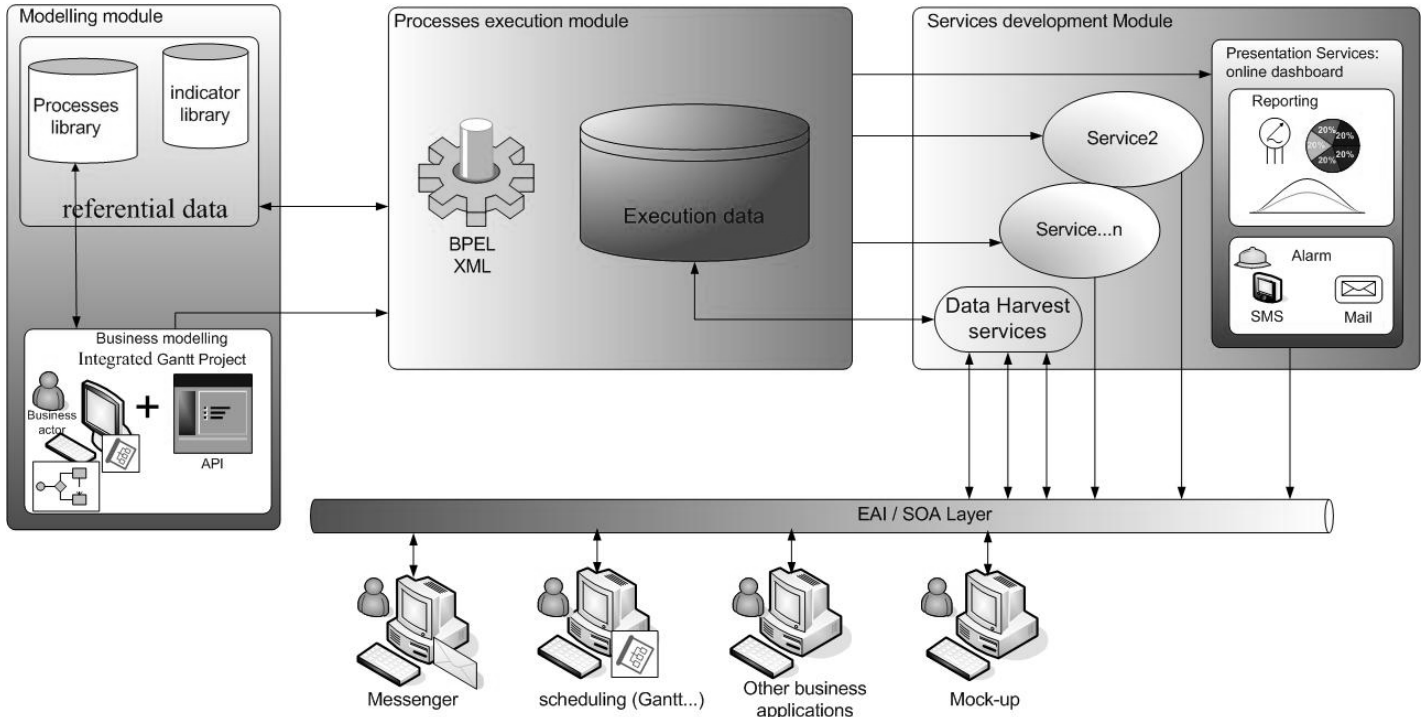 Modelling module
Processes
library
indicator
library
referential data
Business modelling
Integrated Gantt Project
Business
actor
API
Processes execution module
BPEL
XML
Execution data
Services development Module
Service2
Service...n
Data Harvest
services
Presentation Services:
online dashboard
Reporting
20%
20%
20%
20%
20%
Alarm
SMS
Mail
EAI / SOA Layer
Messenger
scheduling (Gantt...)
Other business
applications
Mock-up